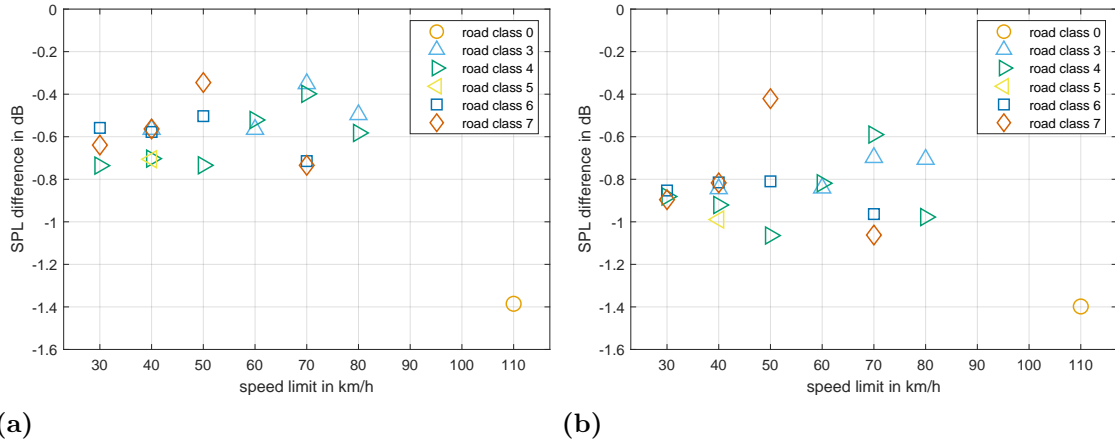 0
-0.2
-0.4
-0.6
-0.8
-1
-1.2
-1.4
-1.6
SPL difference in dB
30 40 50 60 70 80 90 100 110
speed limit in km/h
road class 0
road class 3
road class 4
road class 5
road class 6
road class 7
(a)
0
-0.2
-0.4
-0.6
-0.8
-1
-1.2
-1.4
-1.6
SPL difference in dB
30 40 50 60 70 80 90 100 110
speed limit in km/h
road class 0
road class 3
road class 4
road class 5
road class 6
road class 7
(b)